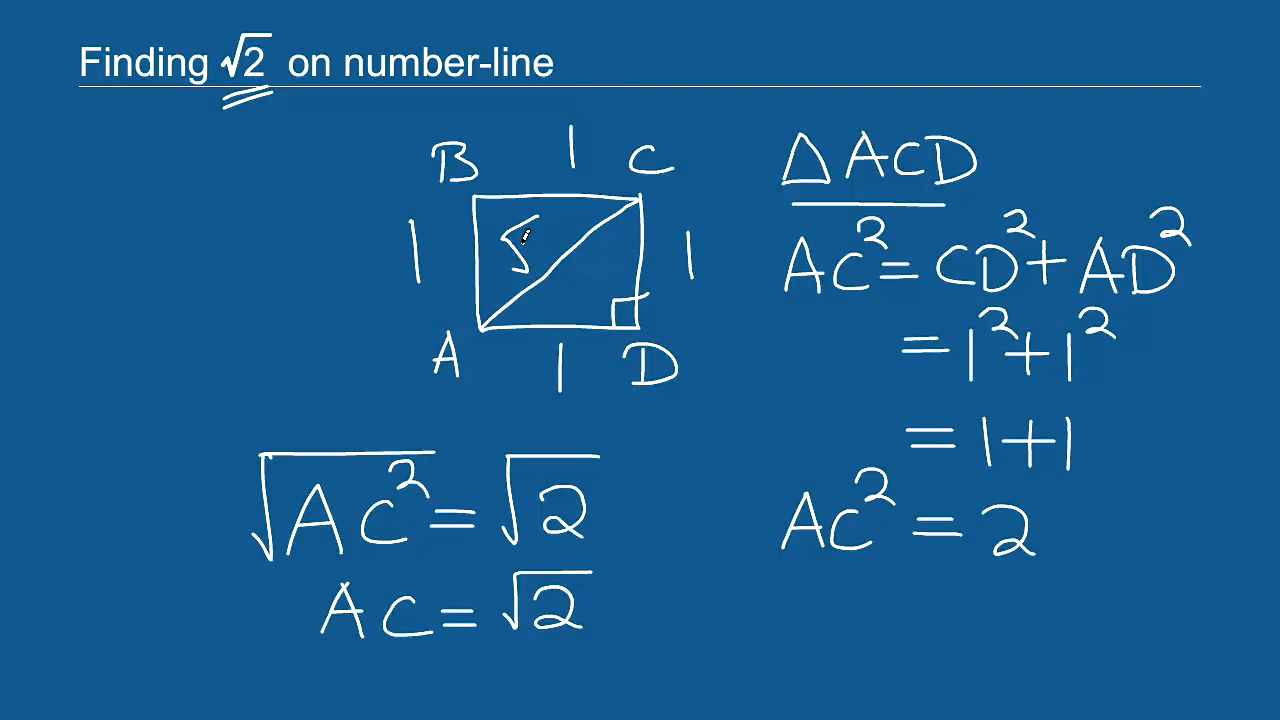 Finding √2 on number-line
B 1 C
1 √ 1
A 1 D
△ACD
AC² = CD² + AD²
= 1² + 1²
= 1+1
AC² = 2
√AC² = √2
AC = √2